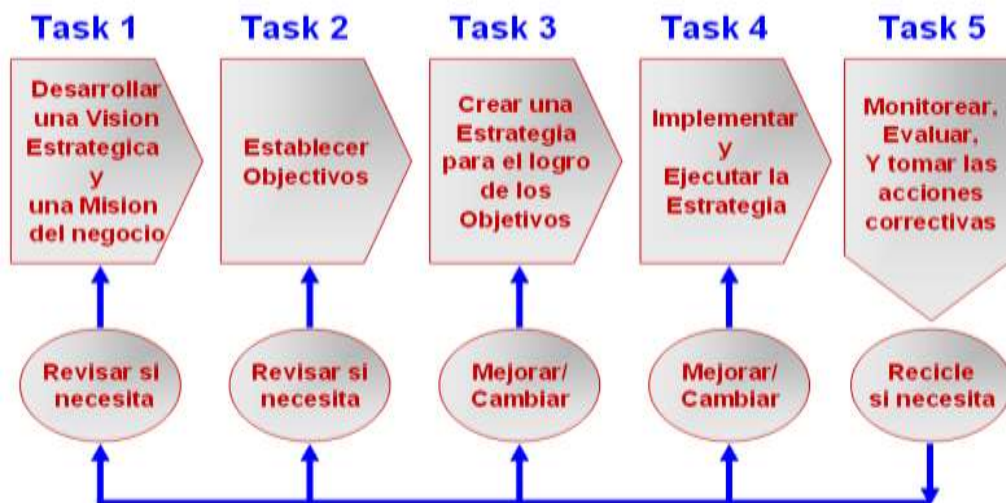 Task 1
Task 2
Task 3
Task 4
Task 5
Desarrollar
una Vision
Estrategica
y
una Mision
del negocio
Establecer
Objectivos
Crear una
Estrategia
para el logro
de los
Objetivos
Implementar
y
Ejecutar la
Estrategia
Monitorear,
Evaluar,
Y tomar las
acciones
correctivas
Revisar si
necesita
Revisar si
necesita
Mejorar/
Cambiar
Mejorar/
Cambiar
Recicle
si necesita